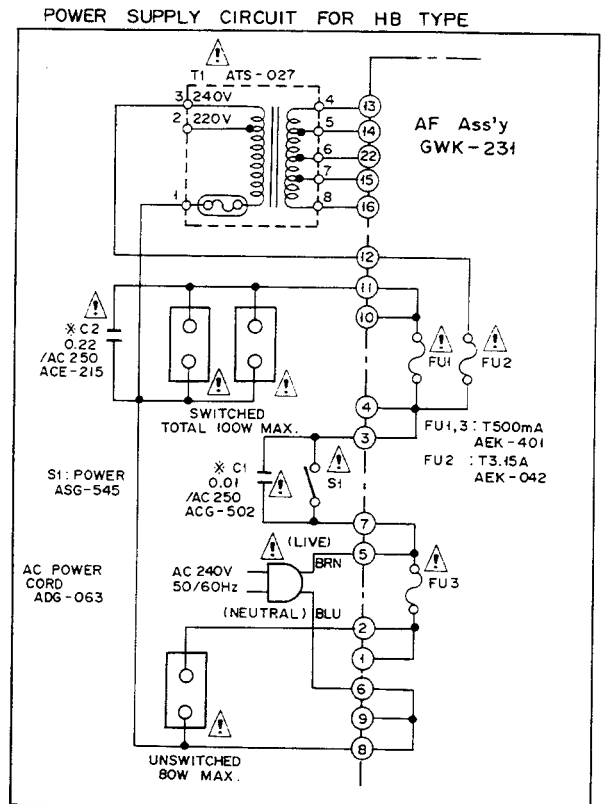 POWER SUPPLY CIRCUIT FOR HB TYPE
T1 ATS-027
3 240V
2 220V
1
4
5
6
7
8
13
14
22
15
16
AF Ass'y
GWK-231
12
11
10
※ C2
0.22
/AC 250
ACE-215
SWITCHED
TOTAL 100W MAX.
FU1
FU2
4
3
FU1,3 : T500mA
AEK-401
FU2 : T3.15A
AEK-042
S1: POWER
ASG-545
※ C1
0.01
/AC 250
ACG-502
S1
7
(LIVE)
5
BRN
AC 240V
50/60Hz
FU3
AC POWER
CORD
ADG-063
(NEUTRAL) BLU
2
1
6
9
8
UNSWITCHED
80W MAX.